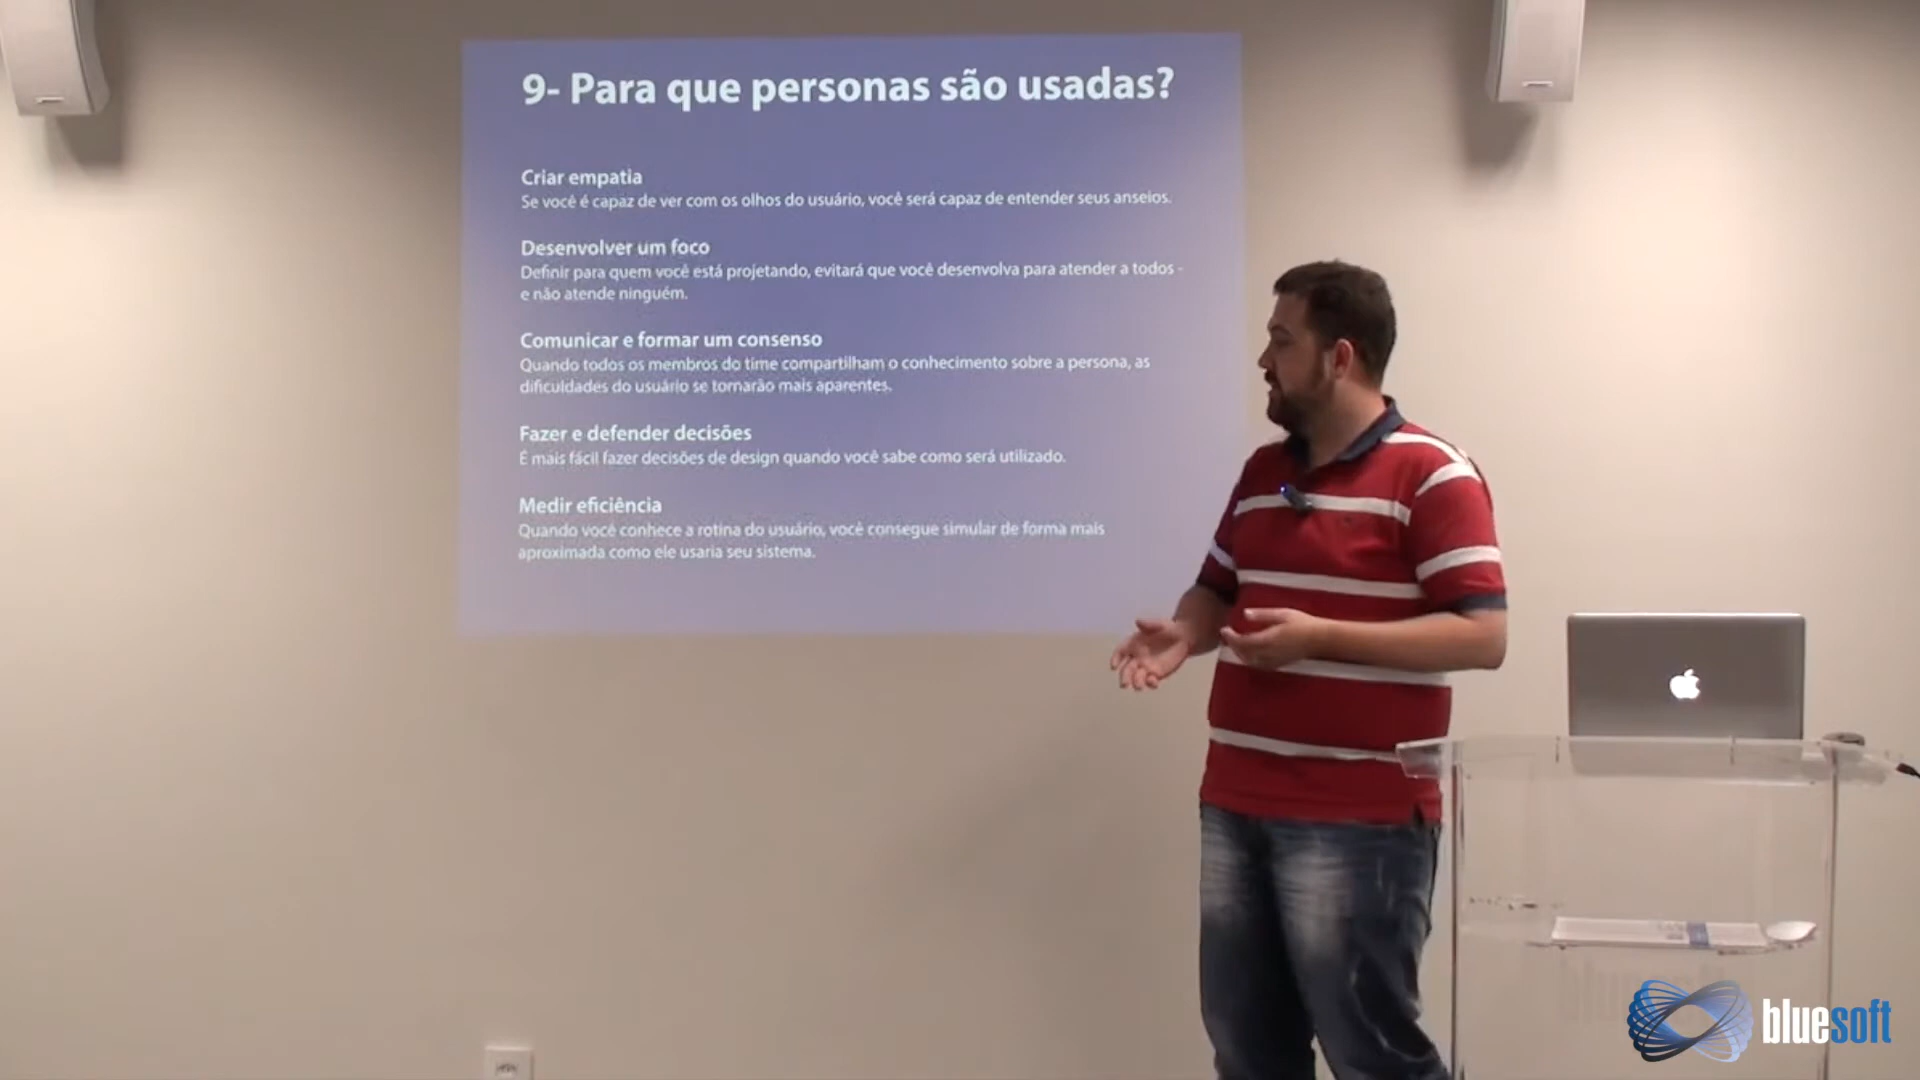 9- Para que personas são usadas?
Criar empatia
Se você é capaz de ver com os olhos do usuário, você será capaz de entender seus anseios.
Desenvolver um foco
Definir para quem você está projetando, evitará que você desenvolva para atender a todos -
e não atende ninguém.
Comunicar e formar um consenso
Quando todos os membros do time compartilham o conhecimento sobre a persona, as
dificuldades do usuário se tornarão mais aparentes.
Fazer e defender decisões
É mais fácil fazer decisões de design quando você sabe como será utilizado.
Medir eficiência
Quando você conhece a rotina do usuário, você consegue simular de forma mais
aproximada como ele usaria seu sistema.
bluesoft